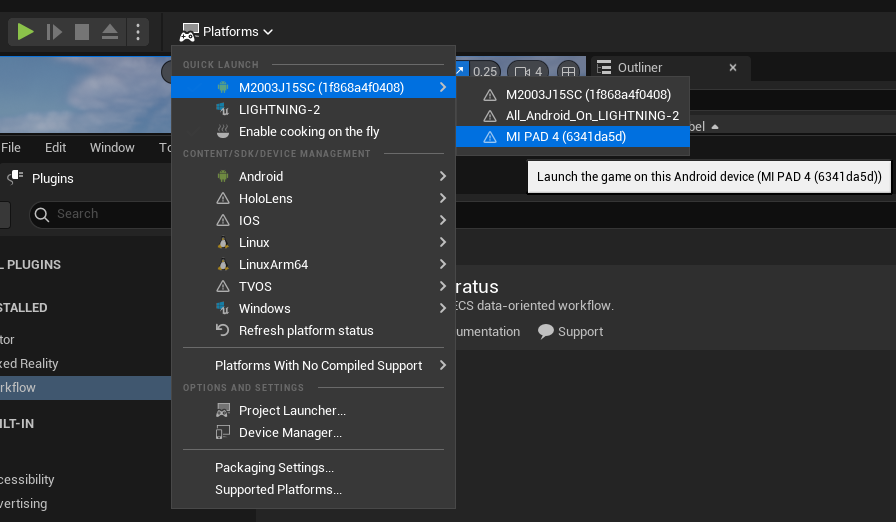 Platforms
QUICK LAUNCH
M2003J15SC (1f868a4f0408)
LIGHTNING-2
Enable cooking on the fly
CONTENT/SDK/DEVICE MANAGEMENT
Android
HoloLens
IOS
Linux
LinuxArm64
TVOS
Windows
Refresh platform status
Platforms With No Compiled Support
OPTIONS AND SETTINGS
Project Launcher...
Device Manager...
Packaging Settings...
Supported Platforms...
0.25
4
Outliner
M2003J15SC (1f868a4f0408)
All_Android_On_LIGHTNING-2
MI PAD 4 (6341da5d)
bel
Launch the game on this Android device (MI PAD 4 (6341da5d))
File Edit Window To
Plugins
Search
L PLUGINS
STALLED
tor
xed Reality
rkflow
ILT-IN
cessibility
vertising
ratus
ECS data-oriented workflow.
umentation
Support